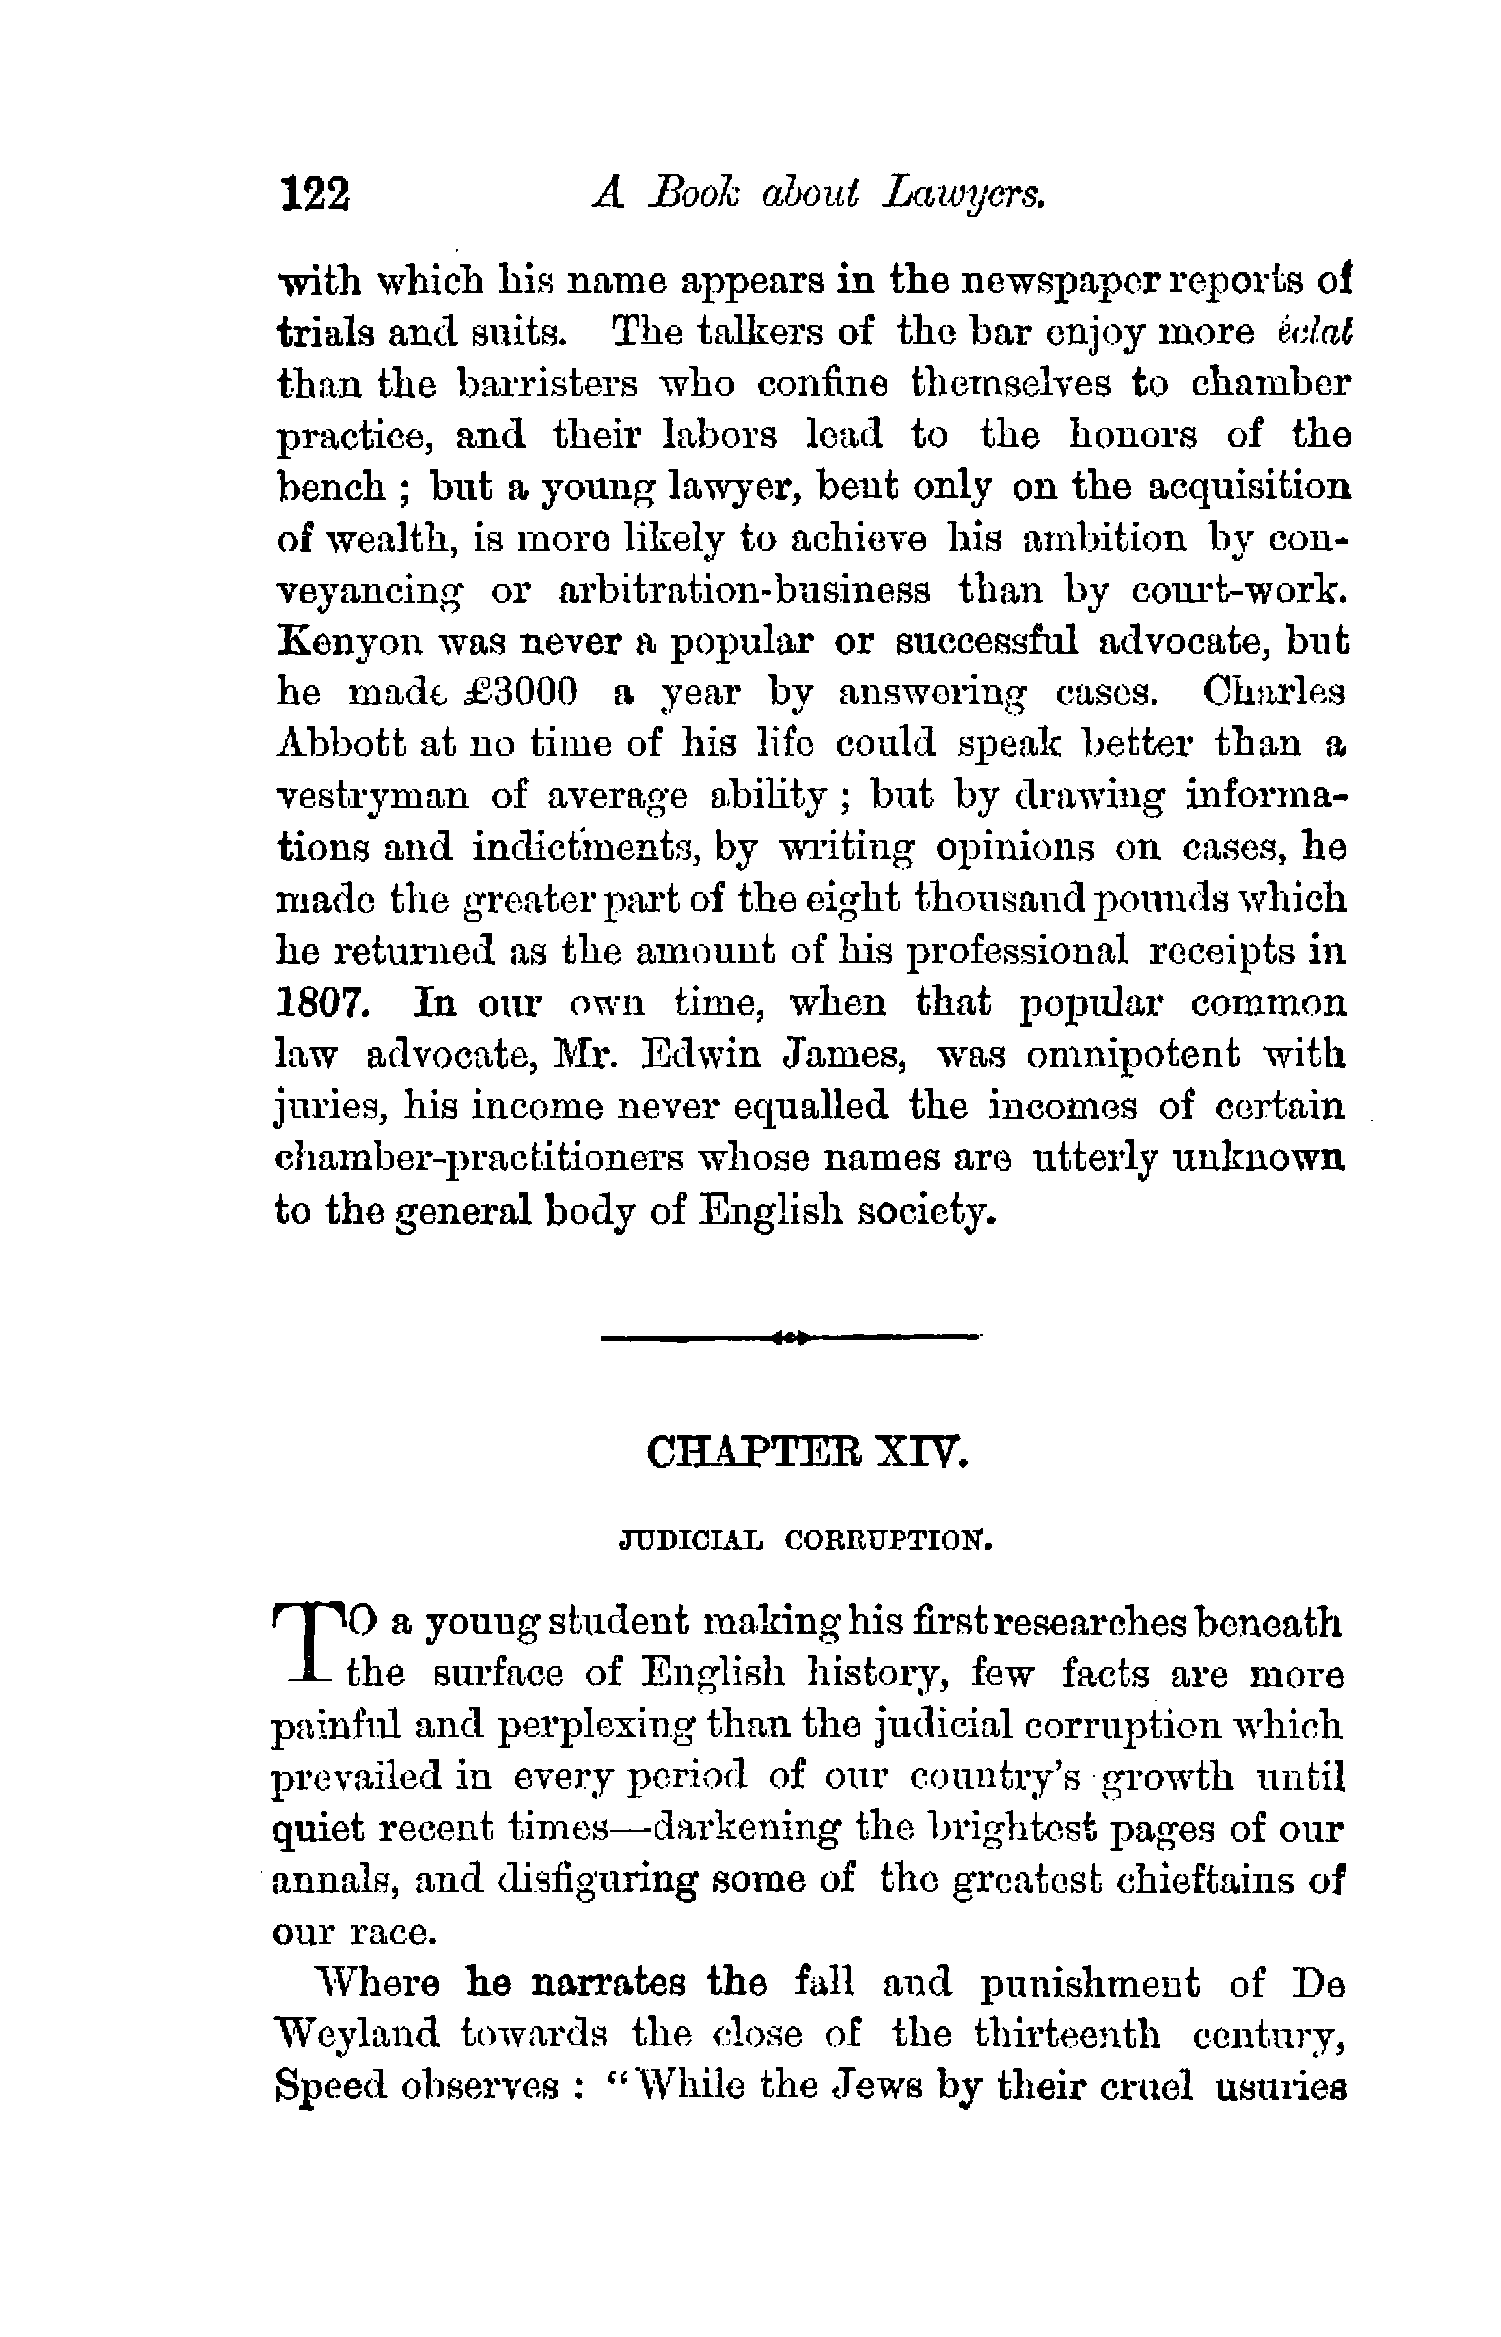 122 A Book about Lawyers.
with which his name appears in the newspaper reports of
trials and suits. The talkers of the bar enjoy more éclat
than the barristers who confine themselves to chamber
practice, and their labors lead to the honors of the
bench ; but a young lawyer, bent only on the acquisition
of wealth, is more likely to achieve his ambition by con-
veyancing or arbitration-business than by court-work.
Kenyon was never a popular or successful advocate, but
he made £3000 a year by answering cases. Charles
Abbott at no time of his life could speak better than a
vestryman of average ability ; but by drawing informa-
tions and indictments, by writing opinions on cases, he
made the greater part of the eight thousand pounds which
he returned as the amount of his professional receipts in
1807. In our own time, when that popular common
law advocate, Mr. Edwin James, was omnipotent with
juries, his income never equalled the incomes of certain
chamber-practitioners whose names are utterly unknown
to the general body of English society.
CHAPTER XIV.
JUDICIAL CORRUPTION.
TO a young student making his first researches beneath
the surface of English history, few facts are more
painful and perplexing than the judicial corruption which
prevailed in every period of our country's growth until
quiet recent times—darkening the brightest pages of our
annals, and disfiguring some of the greatest chieftains of
our race.
Where he narrates the fall and punishment of De
Weyland towards the close of the thirteenth century,
Speed observes : "While the Jews by their cruel usuries